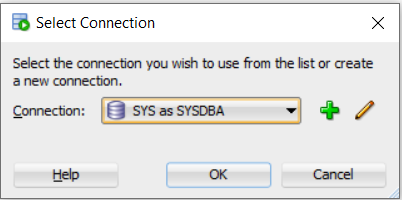 Select Connection
Select the connection you wish to use from the list or create
a new connection.
Connection: SYS as SYSDBA
Help OK Cancel